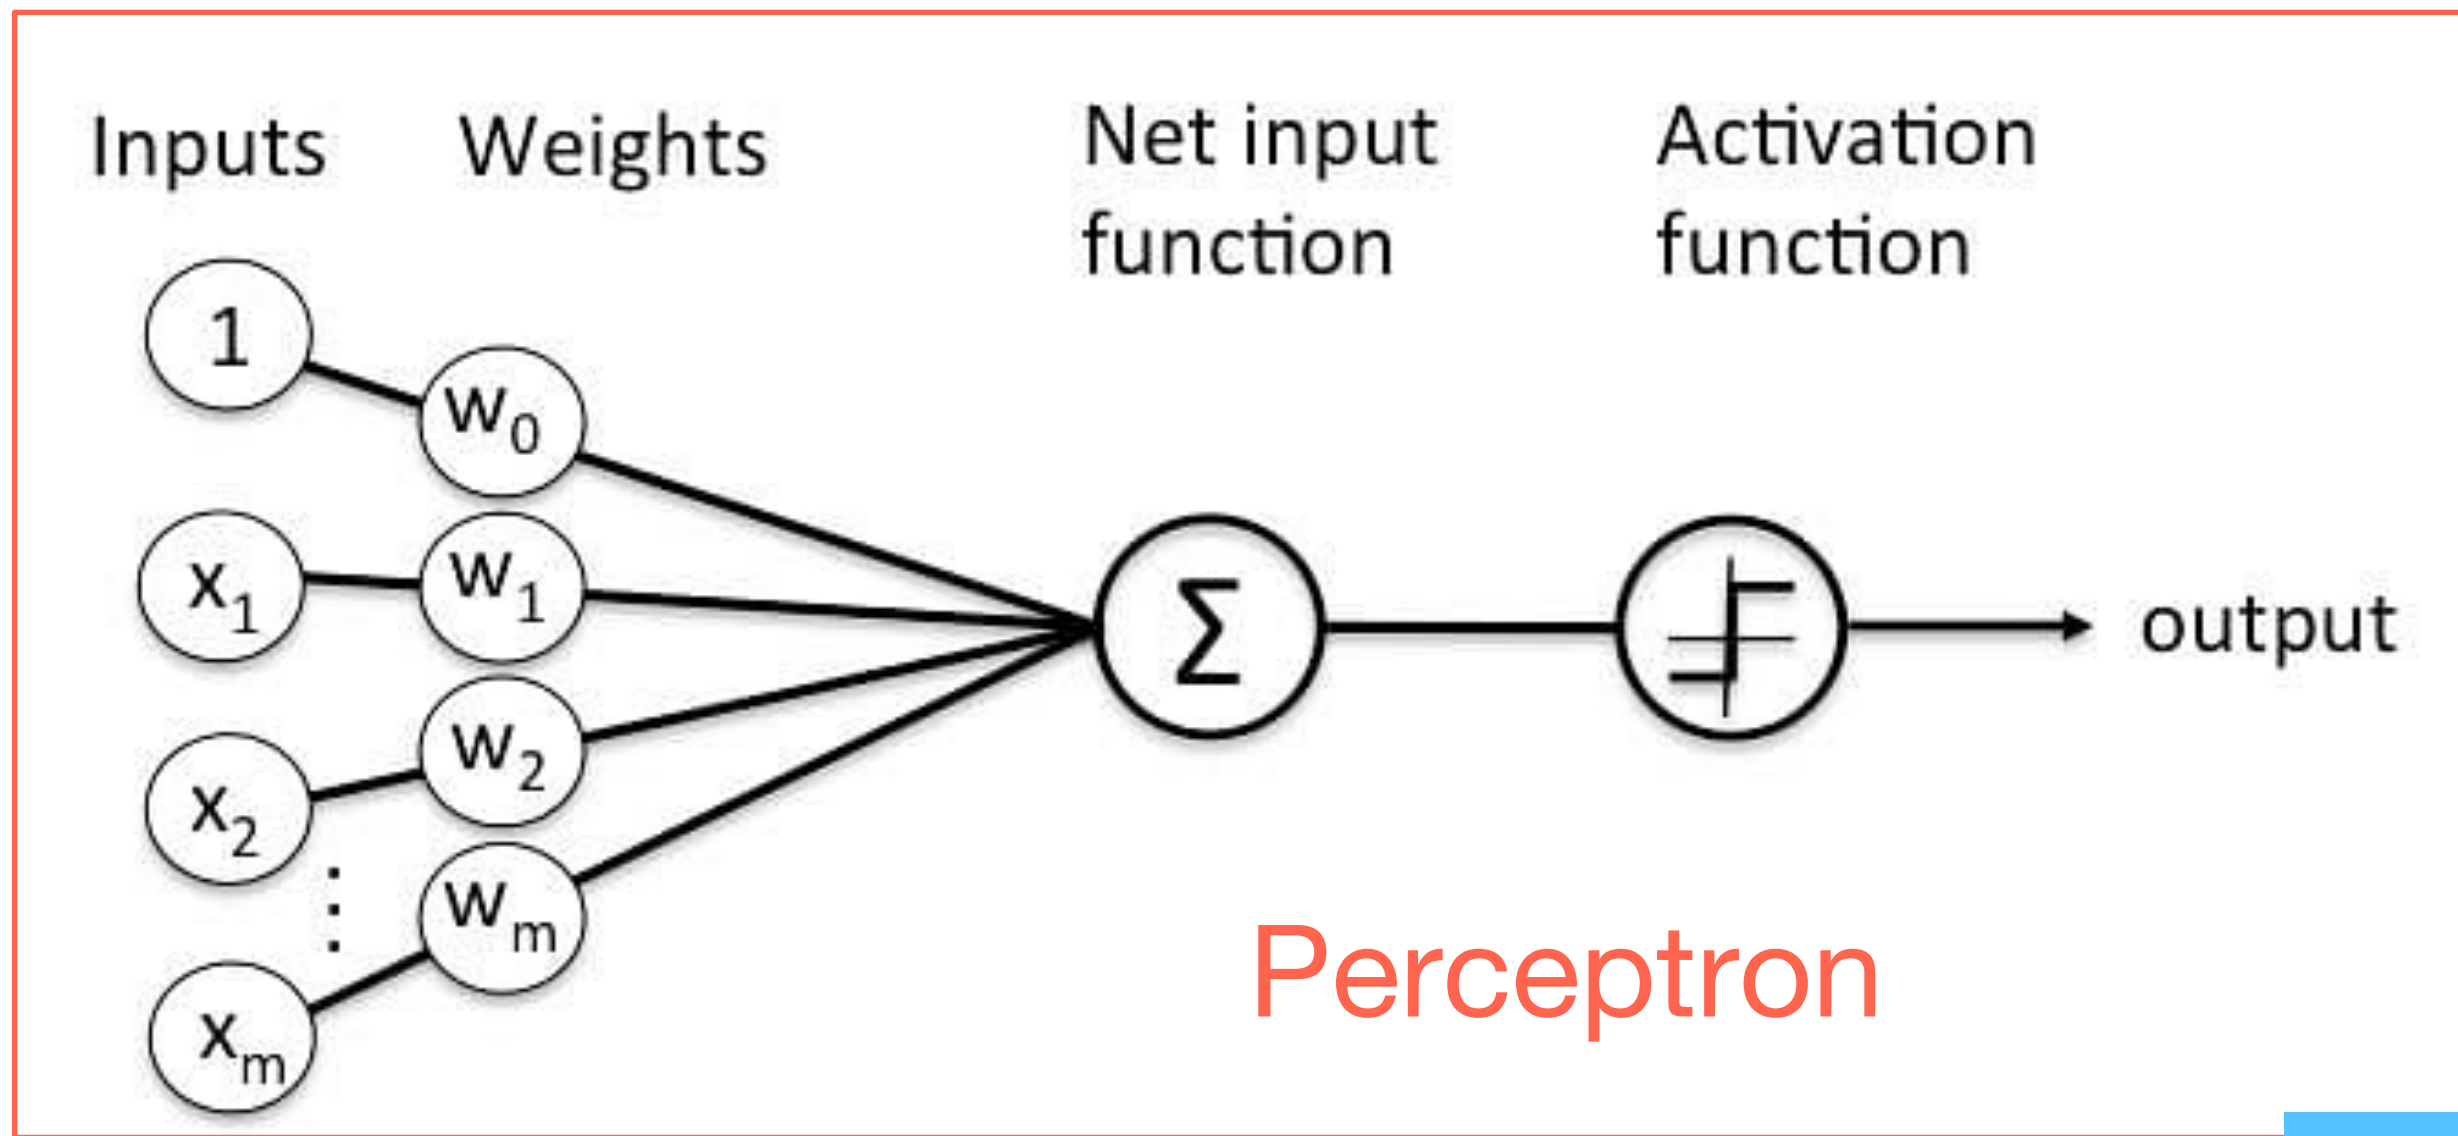 Inputs
Weights
Net input
function
Activation
function
1
w0
x1
w1
x2
w2
⋮
xm
wm
Σ
output
Perceptron